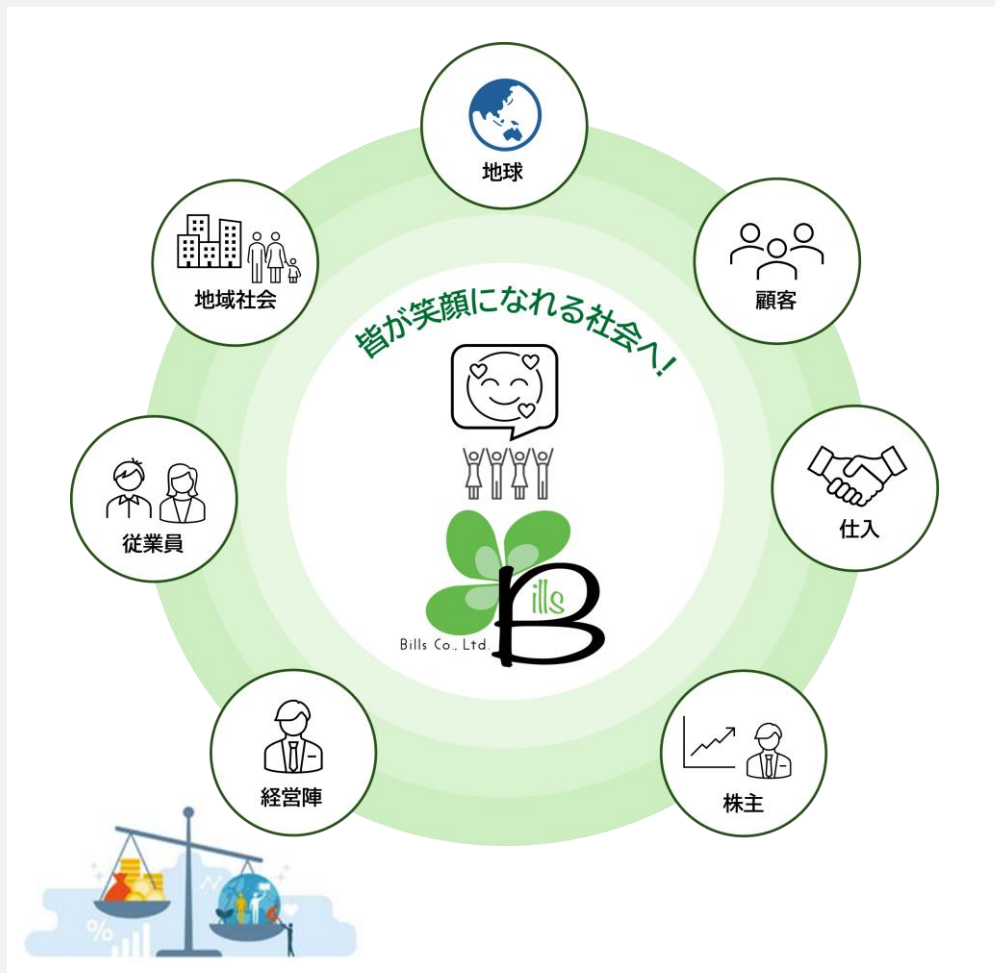 地球
地域社会
顧客
皆が笑顔になれる社会へ!
従業員
仕入
Bills
Bills Co., Ltd.
経営陣
株主
%